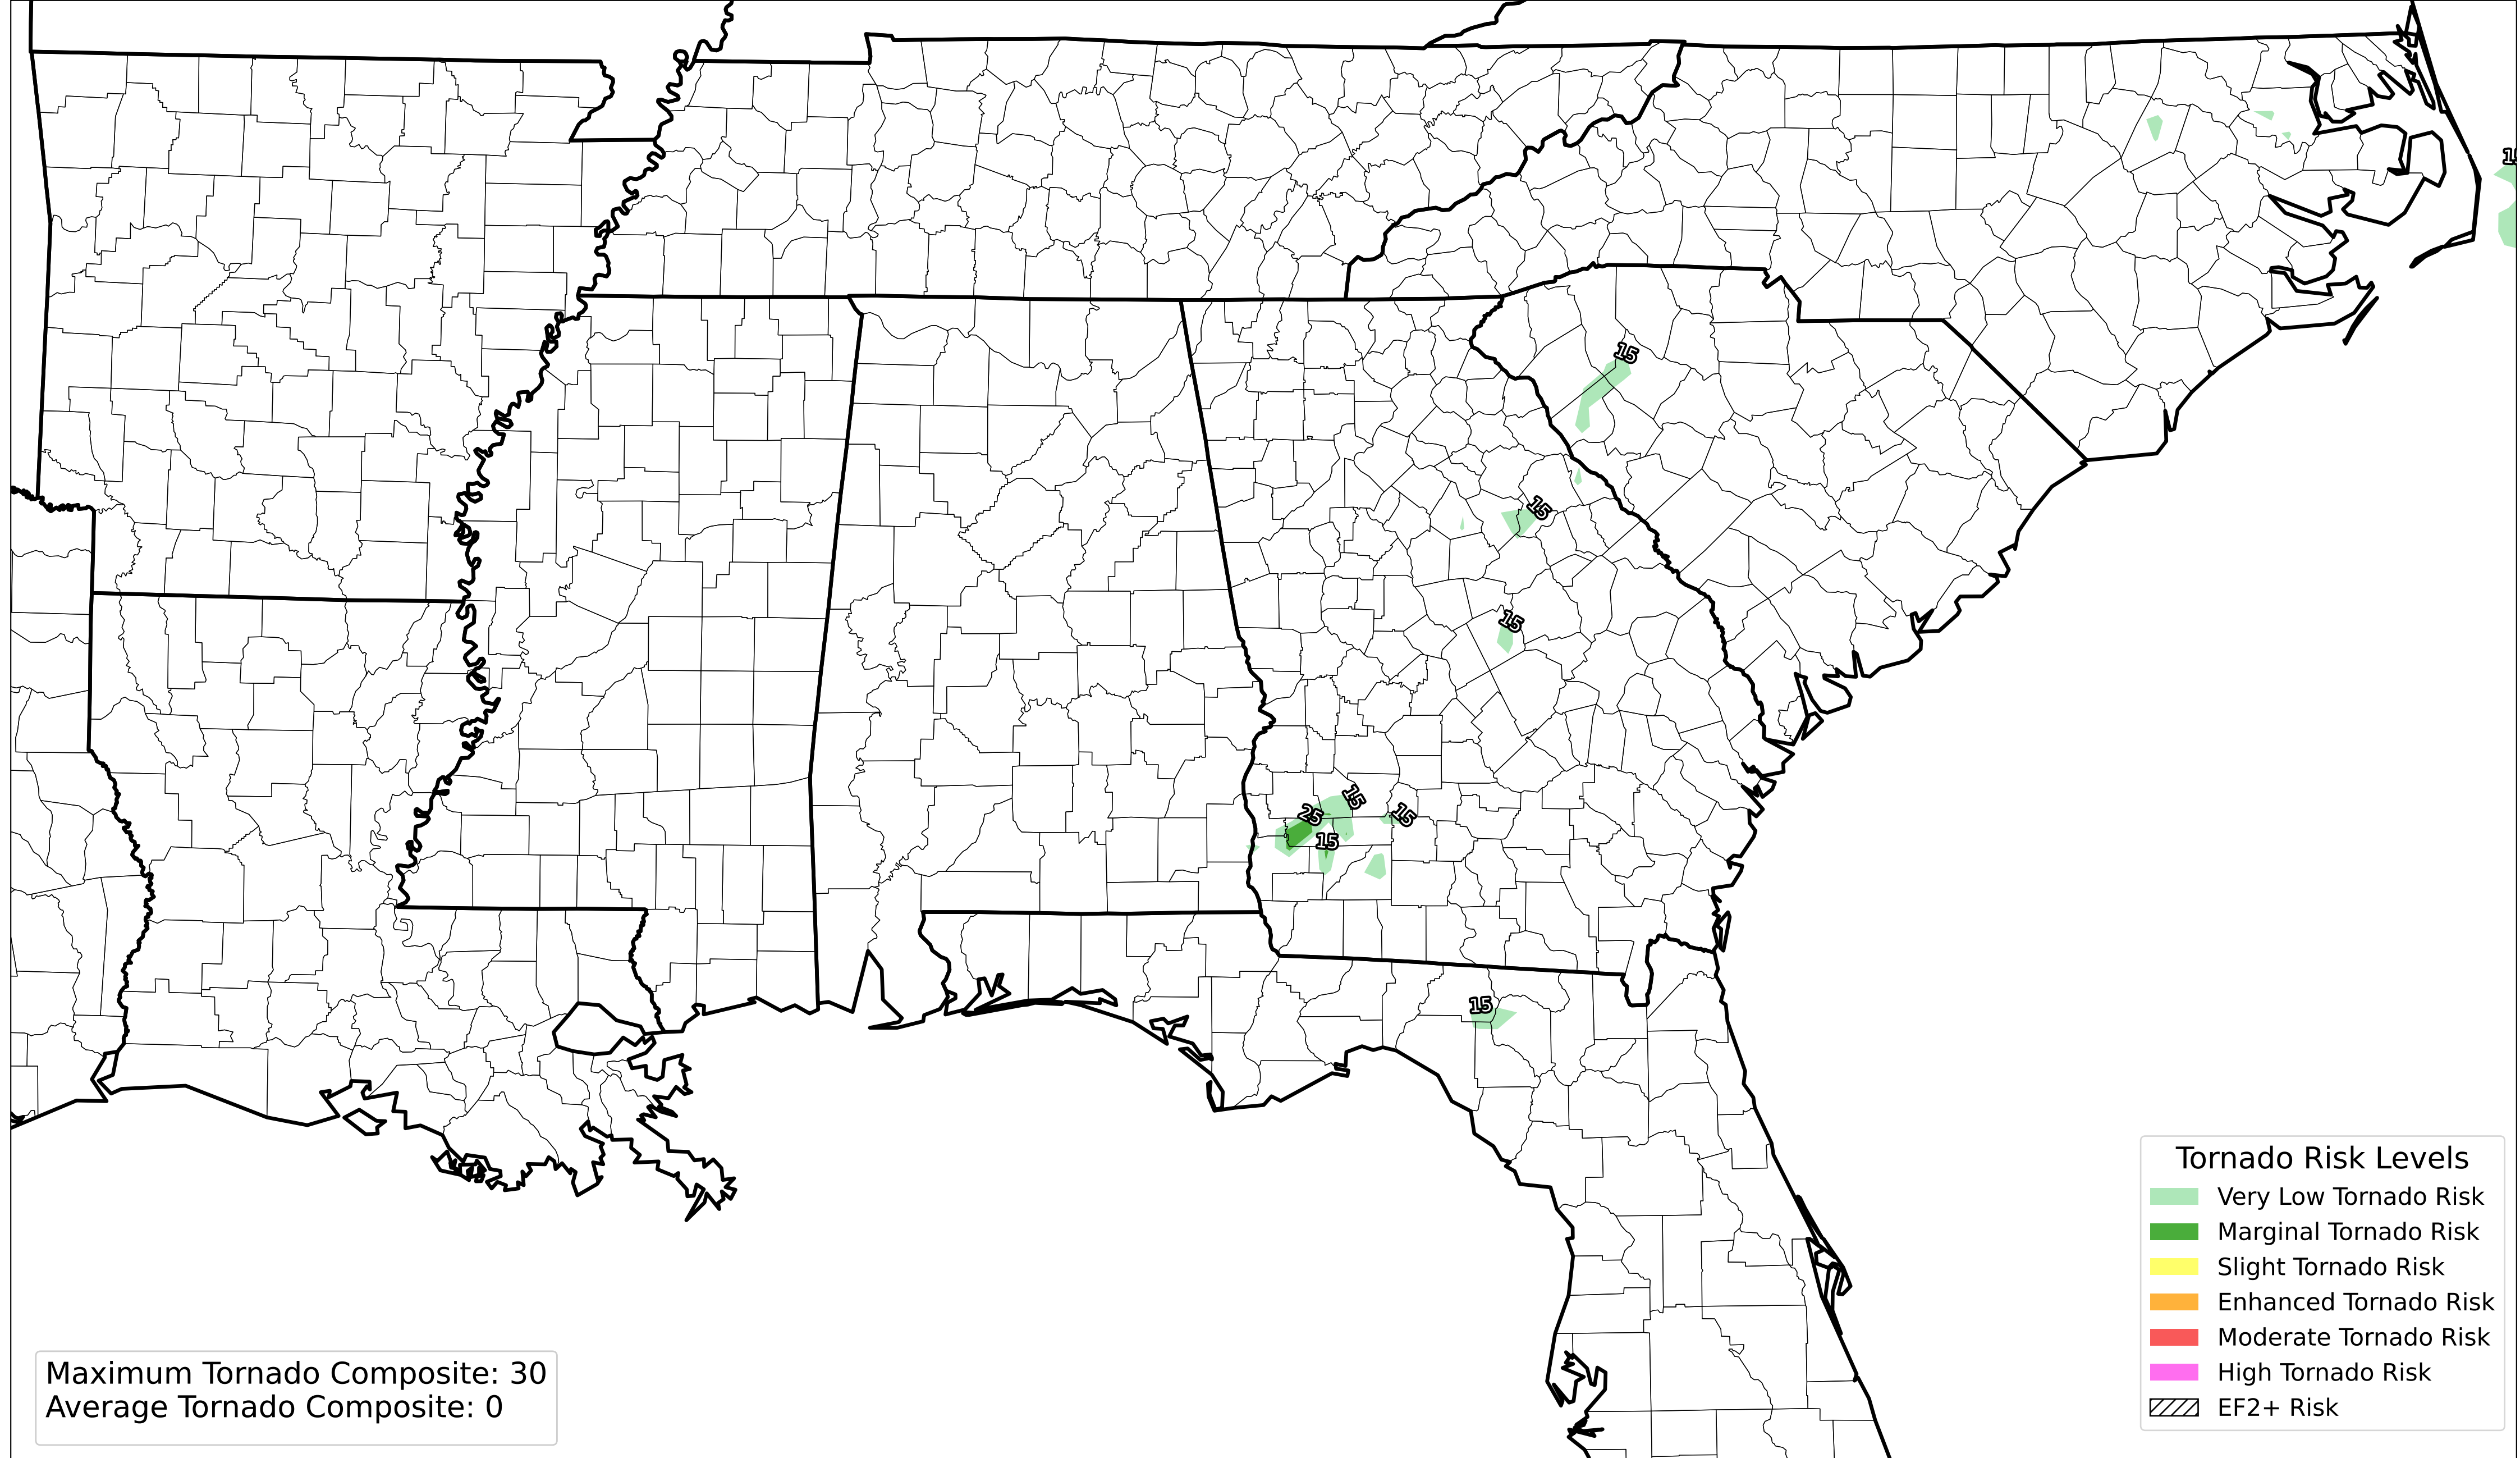 15
15
15
15
25
15
15
15
Tornado Risk Levels
Very Low Tornado Risk
Marginal Tornado Risk
Slight Tornado Risk
Enhanced Tornado Risk
Moderate Tornado Risk
High Tornado Risk
EF2+ Risk
Maximum Tornado Composite: 30
Average Tornado Composite: 0